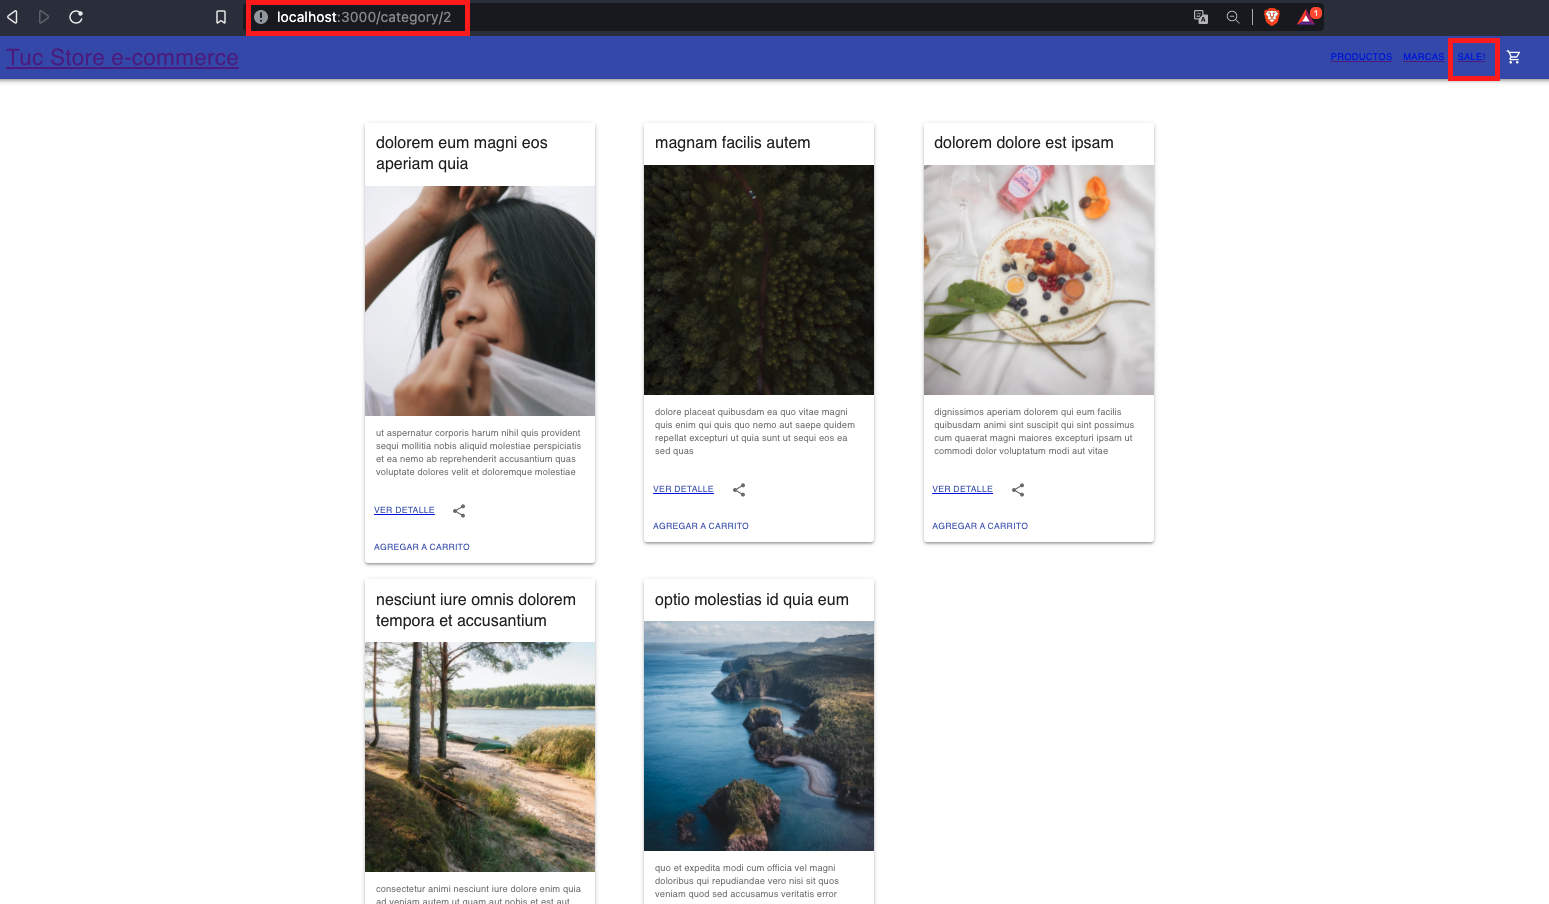 localhost:3000/category/2
1
Tuc Store e-commerce
PRODUCTOS MARCAS SALE!
dolorem eum magni eos
aperiam quia
ut aspernatur corporis harum nihil quis provident
sequi mollitia nobis aliquid molestiae perspiciatis
et ea nemo ab reprehenderit accusantium quas
voluptate dolores velit et doloremque molestiae
VER DETALLE
AGREGAR A CARRITO
magnam facilis autem
dolore placeat quibusdam ea quo vitae magni
quis enim qui quis quo nemo aut saepe quidem
repellat excepturi ut quia sunt ut sequi eos ea
sed quas
VER DETALLE
AGREGAR A CARRITO
dolorem dolore est ipsam
dignissimos aperiam dolorem qui eum facilis
quibusdam animi sint suscipit qui sint possimus
cum quaerat magni maiores excepturi ipsam ut
commodi dolor voluptatum modi aut vitae
VER DETALLE
AGREGAR A CARRITO
nesciunt iure omnis dolorem
tempora et accusantium
consectetur animi nesciunt iure dolore enim quia
ad veniam autem ut quam aut nobis et est aut
optio molestias id quia eum
quo et expedita modi cum officia vel magni
doloribus qui repudiandae vero nisi sit quos
veniam quod sed accusamus veritatis error